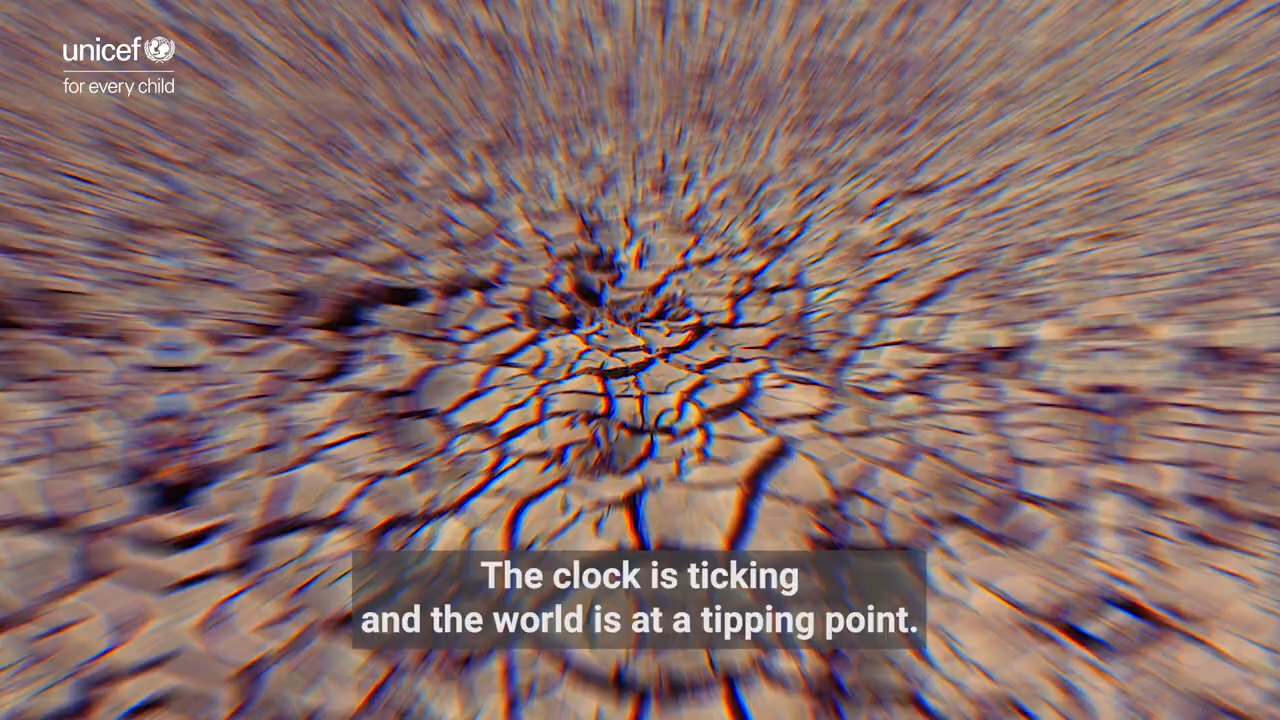 unicef
for every child
The clock is ticking
and the world is at a tipping point.